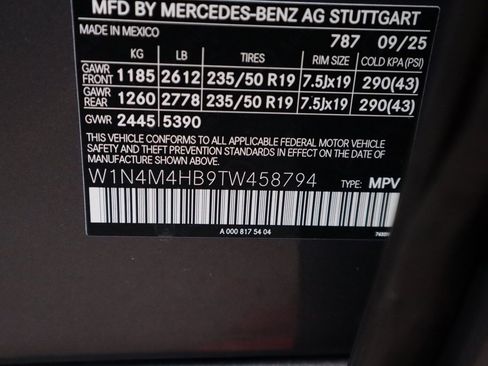 MFD BY MERCEDES-BENZ AG STUTTGART
MADE IN MEXICO 787 09/25
KG LB TIRES RIM SIZE COLD KPA (PSI)
GAWR FRONT 1185 2612 235/50 R19 7.5Jx19 290(43)
GAWR REAR 1260 2778 235/50 R19 7.5Jx19 290(43)
GVWR 2445 5390
THIS VEHICLE CONFORMS TO ALL APPLICABLE FEDERAL MOTOR VEHICLE
SAFETY AND THEFT PREVENTION STANDARDS IN EFFECT ON THE DATE
OF MANUFACTURE SHOWN ABOVE.
W1N4M4HB9TW458794 TYPE: MPV
A 000 817 54 04